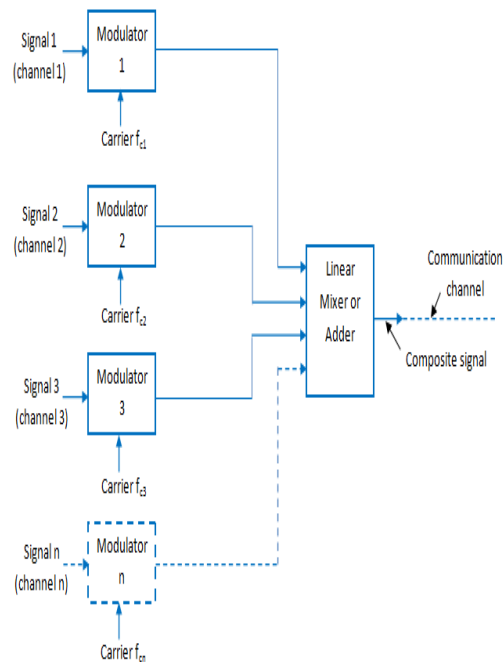 Signal 1
(channel 1)
Modulator
1
Carrier fc1
Signal 2
(channel 2)
Modulator
2
Carrier fc2
Linear
Mixer or
Adder
Communication
channel
Composite signal
Signal 3
(channel 3)
Modulator
3
Carrier fc3
Signal n
(channel n)
Modulator
n
Carrier fcn